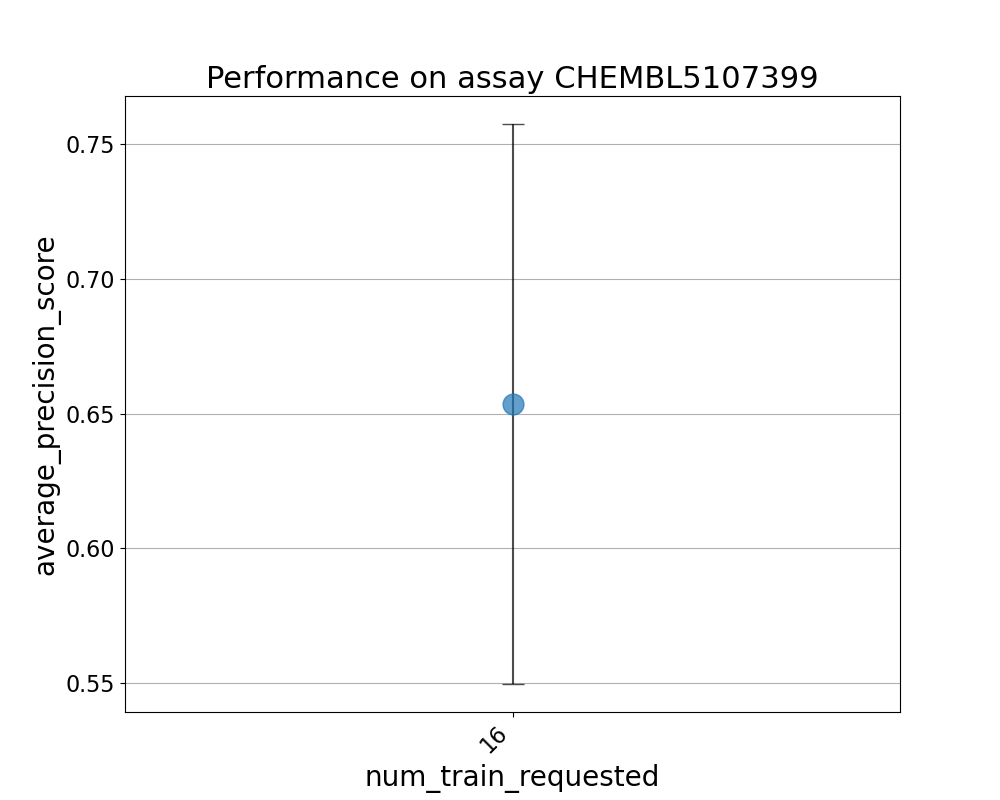 Performance on assay CHEMBL5107399
average_precision_score
0.75
0.70
0.65
0.60
0.55
16
num_train_requested